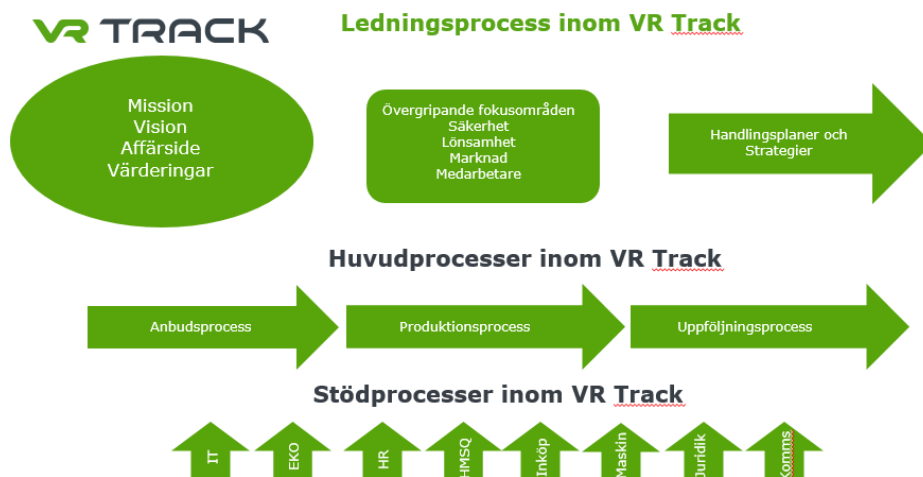 VR TRACK
Ledningsprocess inom VR Track
Mission
Vision
Affärside
Värderingar
Övergripande fokusområden
Säkerhet
Lönsamhet
Marknad
Medarbetare
Handlingsplaner och
Strategier
Huvudprocesser inom VR Track
Anbudsprocess
Produktionsprocess
Uppföljningsprocess
Stödprocesser inom VR Track
IT
EKO
HR
HMSQ
Inköp
Maskin
Juridik
Komms